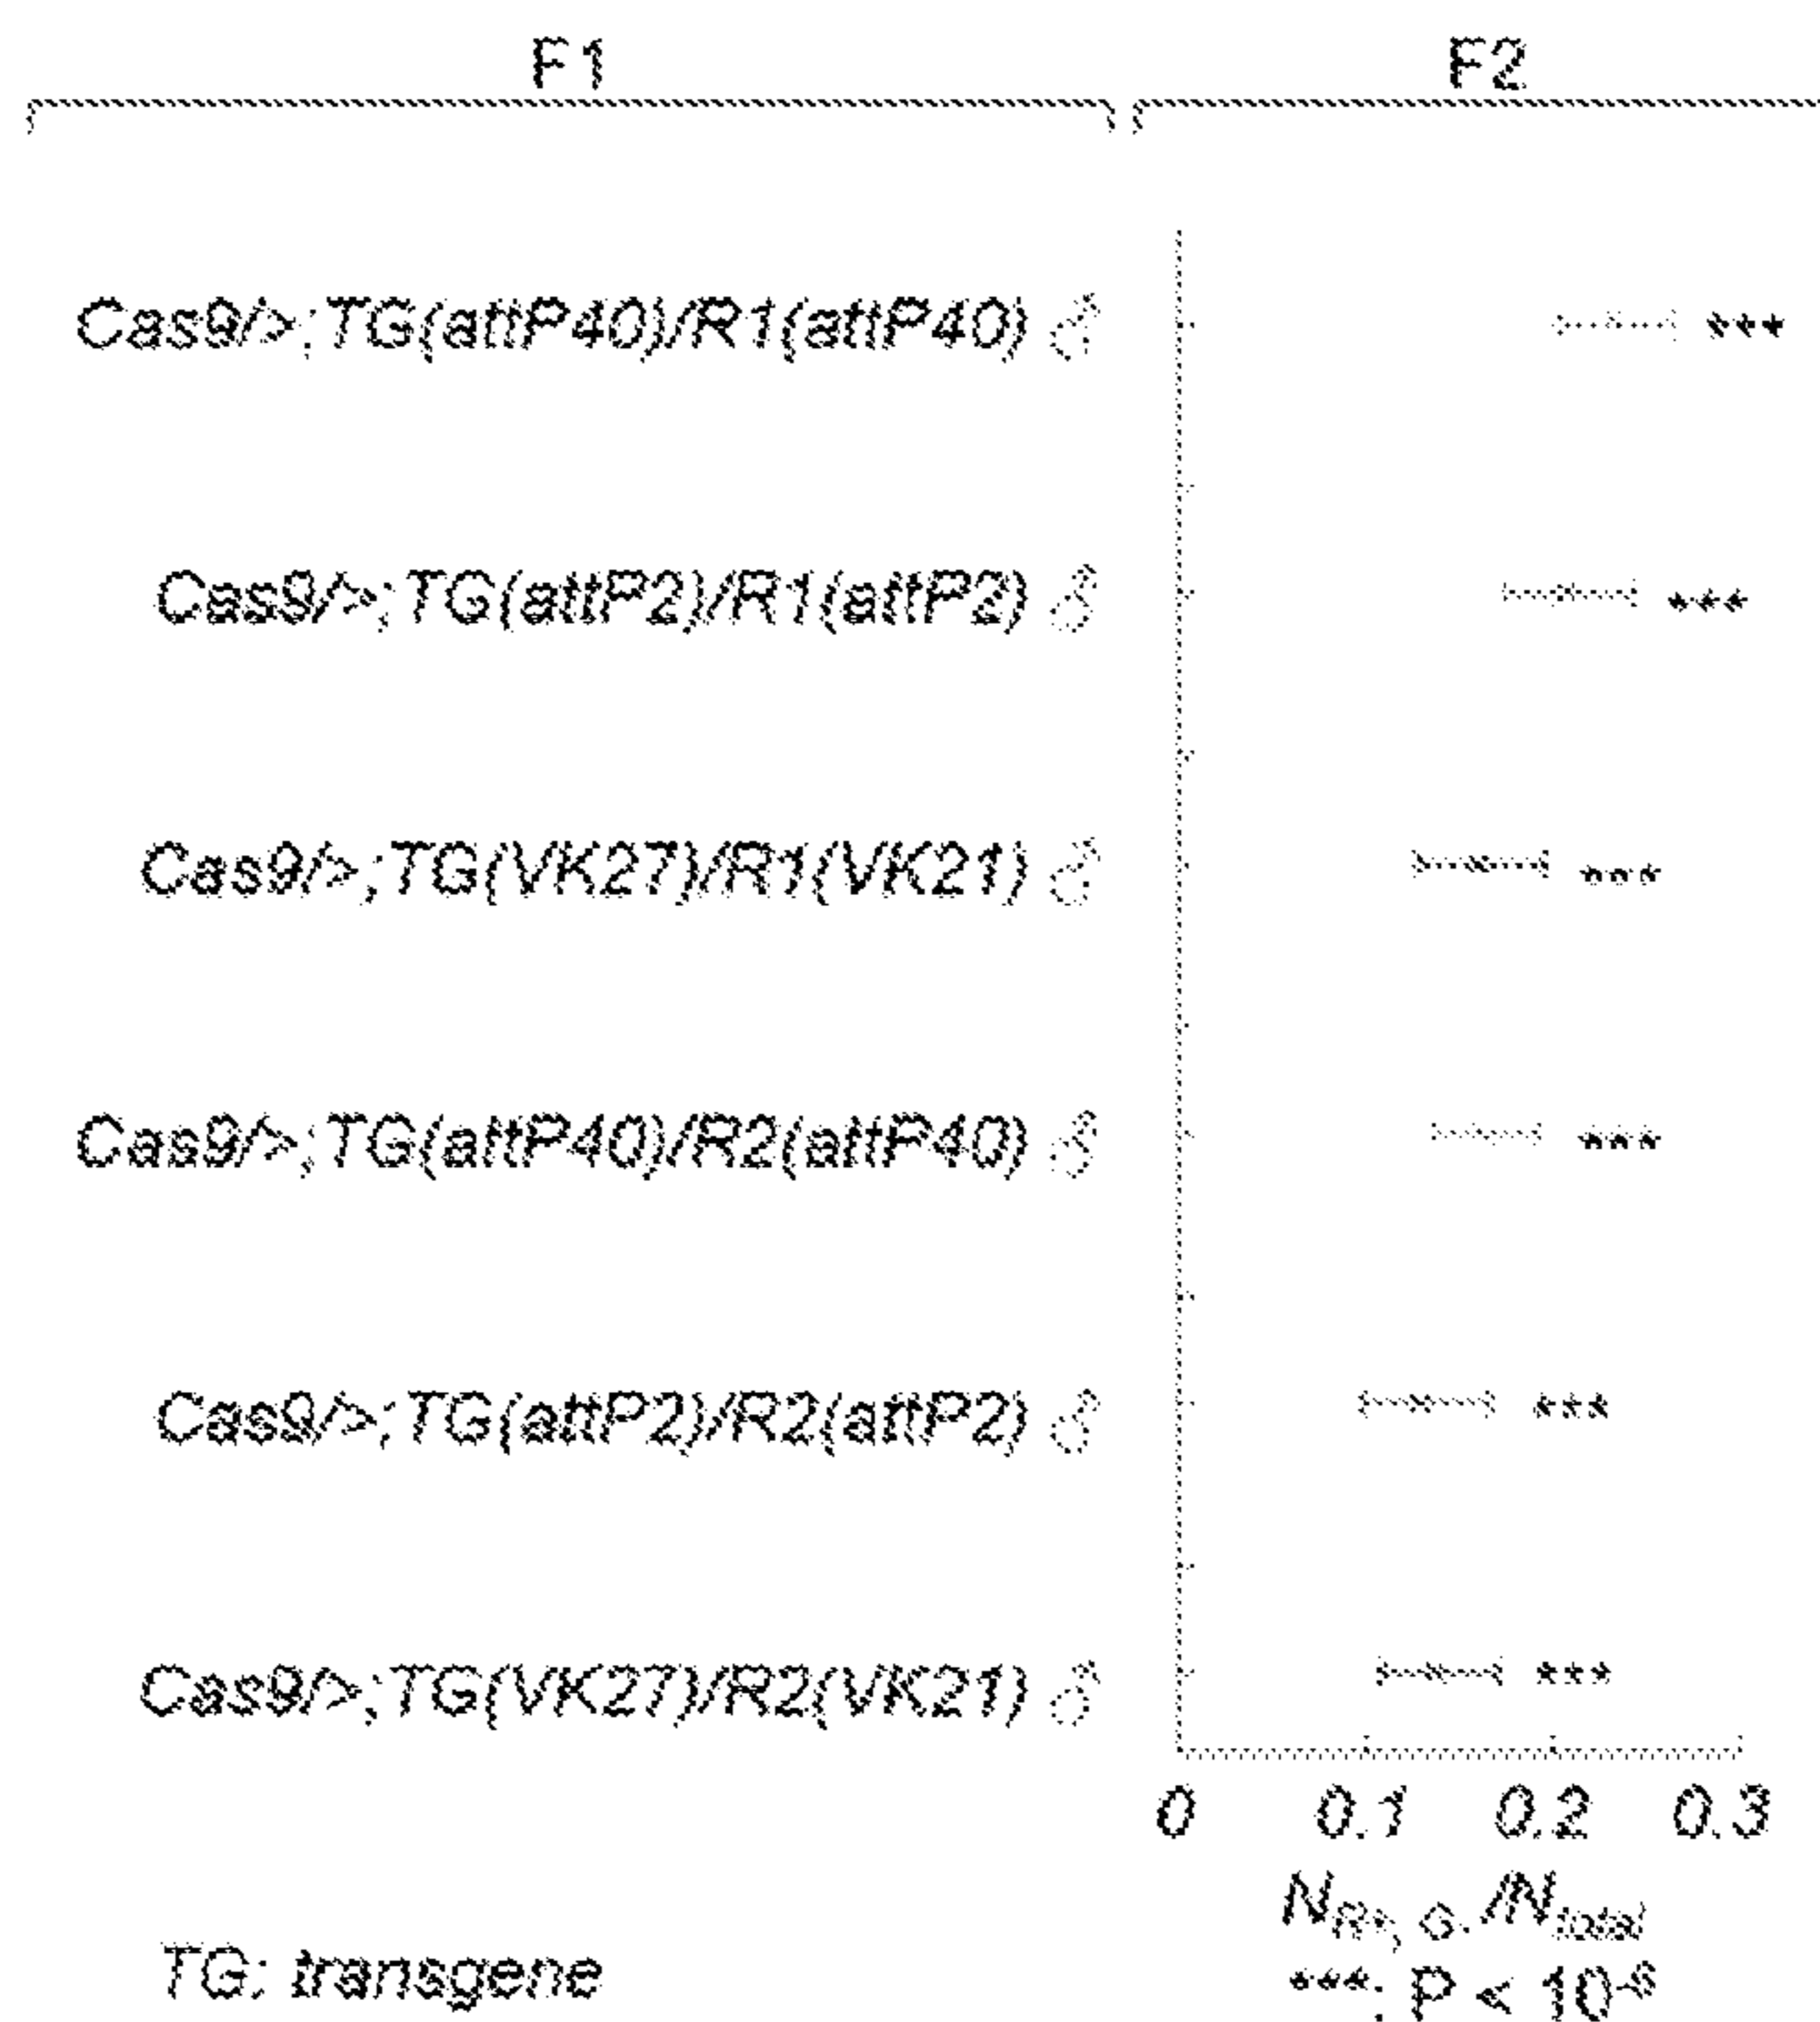 F1 F2
Cas9/>;TG(attP40)/R1(attP40) ♂ ***
Cas9/>;TG(attP2)/R1(attP2) ♂ ***
Cas9/>;TG(VK27)/R1(VK21) ♂ ***
Cas9/>;TG(attP40)/R2(attP40) ♂ ***
Cas9/>;TG(attP2)/R2(attP2) ♂ ***
Cas9/>;TG(VK27)/R2(VK21) ♂ ***
0 0.1 0.2 0.3
N /Ntotal
TG: transgene
***: P < 10